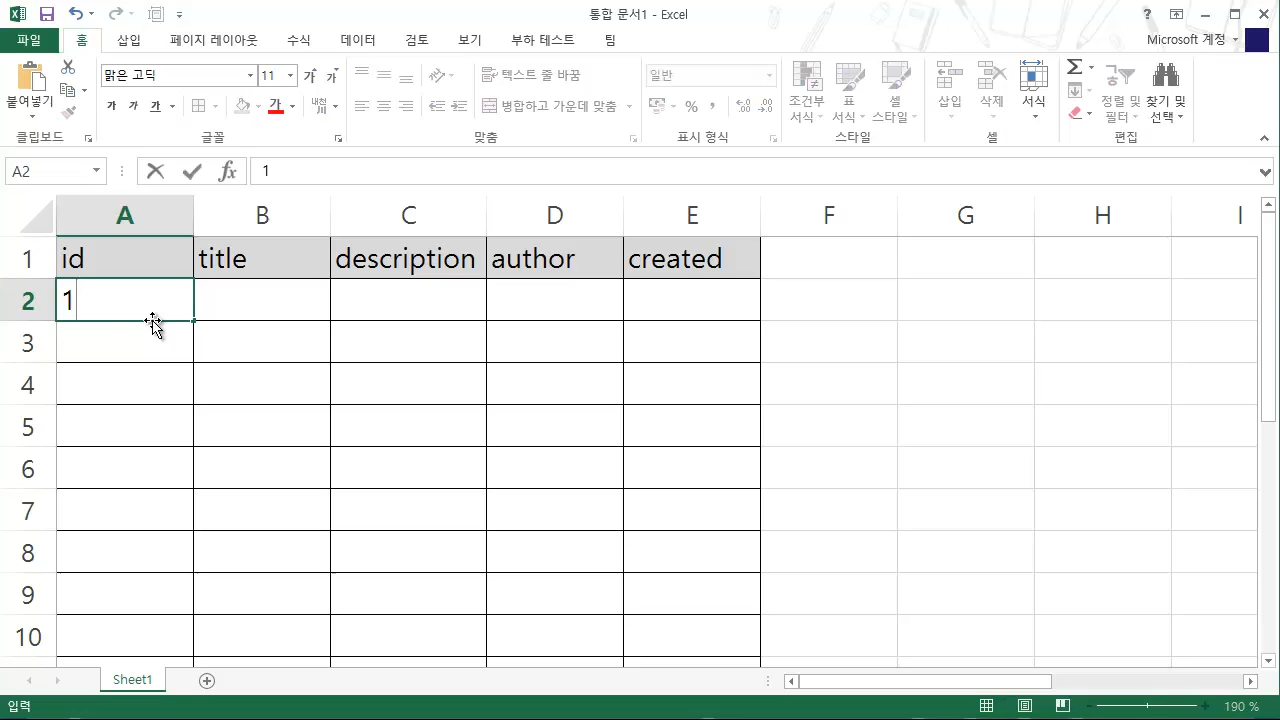 통합 문서1 - Excel
?
파일 홈 삽입 페이지 레이아웃 수식 데이터 검토 보기 부하 테스트 팀 Microsoft 계정
붙여넣기
맑은 고딕 11 가 가
가 가 가 가 내천
텍스트 줄 바꿈
병합하고 가운데 맞춤
일반
% ,
조건부 서식
표 서식
셀 스타일
삽입
삭제
서식
정렬 및 필터
찾기 및 선택
클립보드 글꼴 맞춤 표시 형식 스타일 셀 편집
A2 fx 1
A B C D E F G H I
1 id title description author created
2 1
3
4
5
6
7
8
9
10
Sheet1
입력 190 %